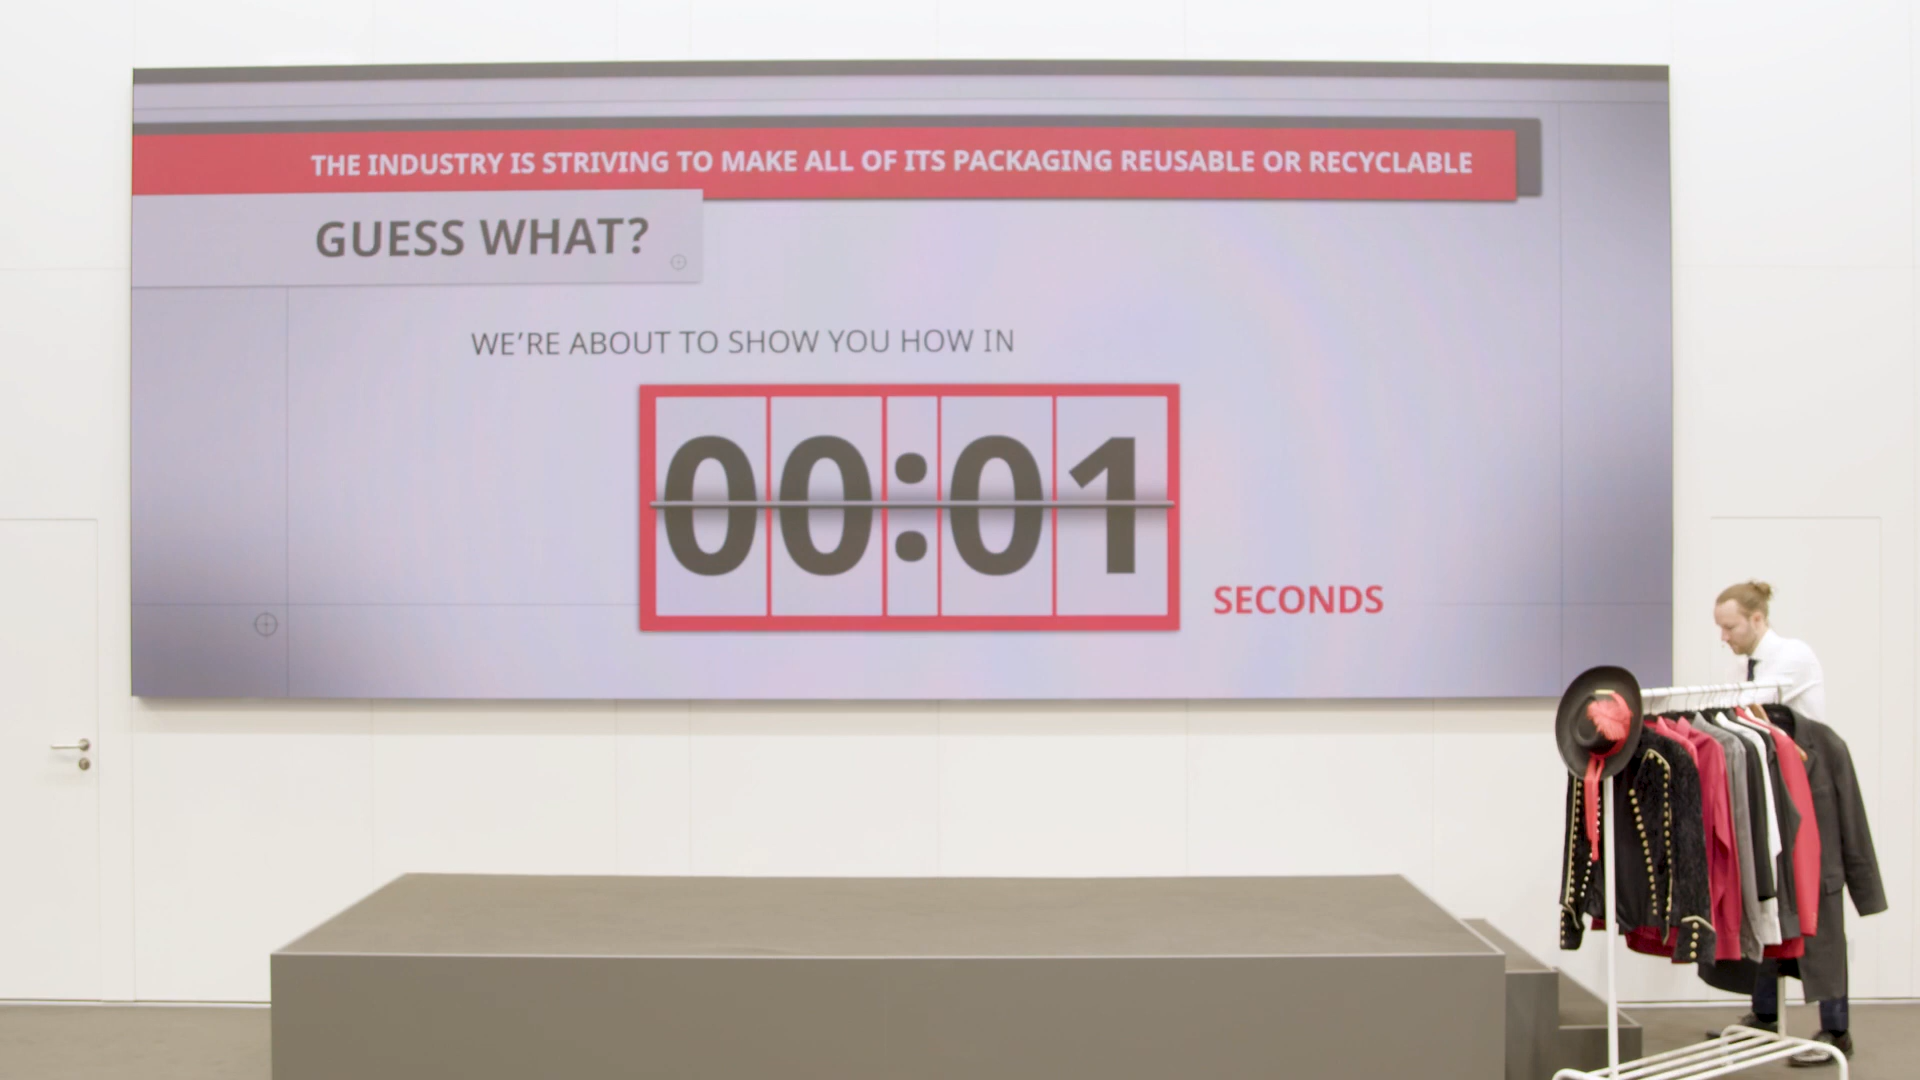 THE INDUSTRY IS STRIVING TO MAKE ALL OF ITS PACKAGING REUSABLE OR RECYCLABLE
GUESS WHAT?
WE'RE ABOUT TO SHOW YOU HOW IN
00:01
SECONDS